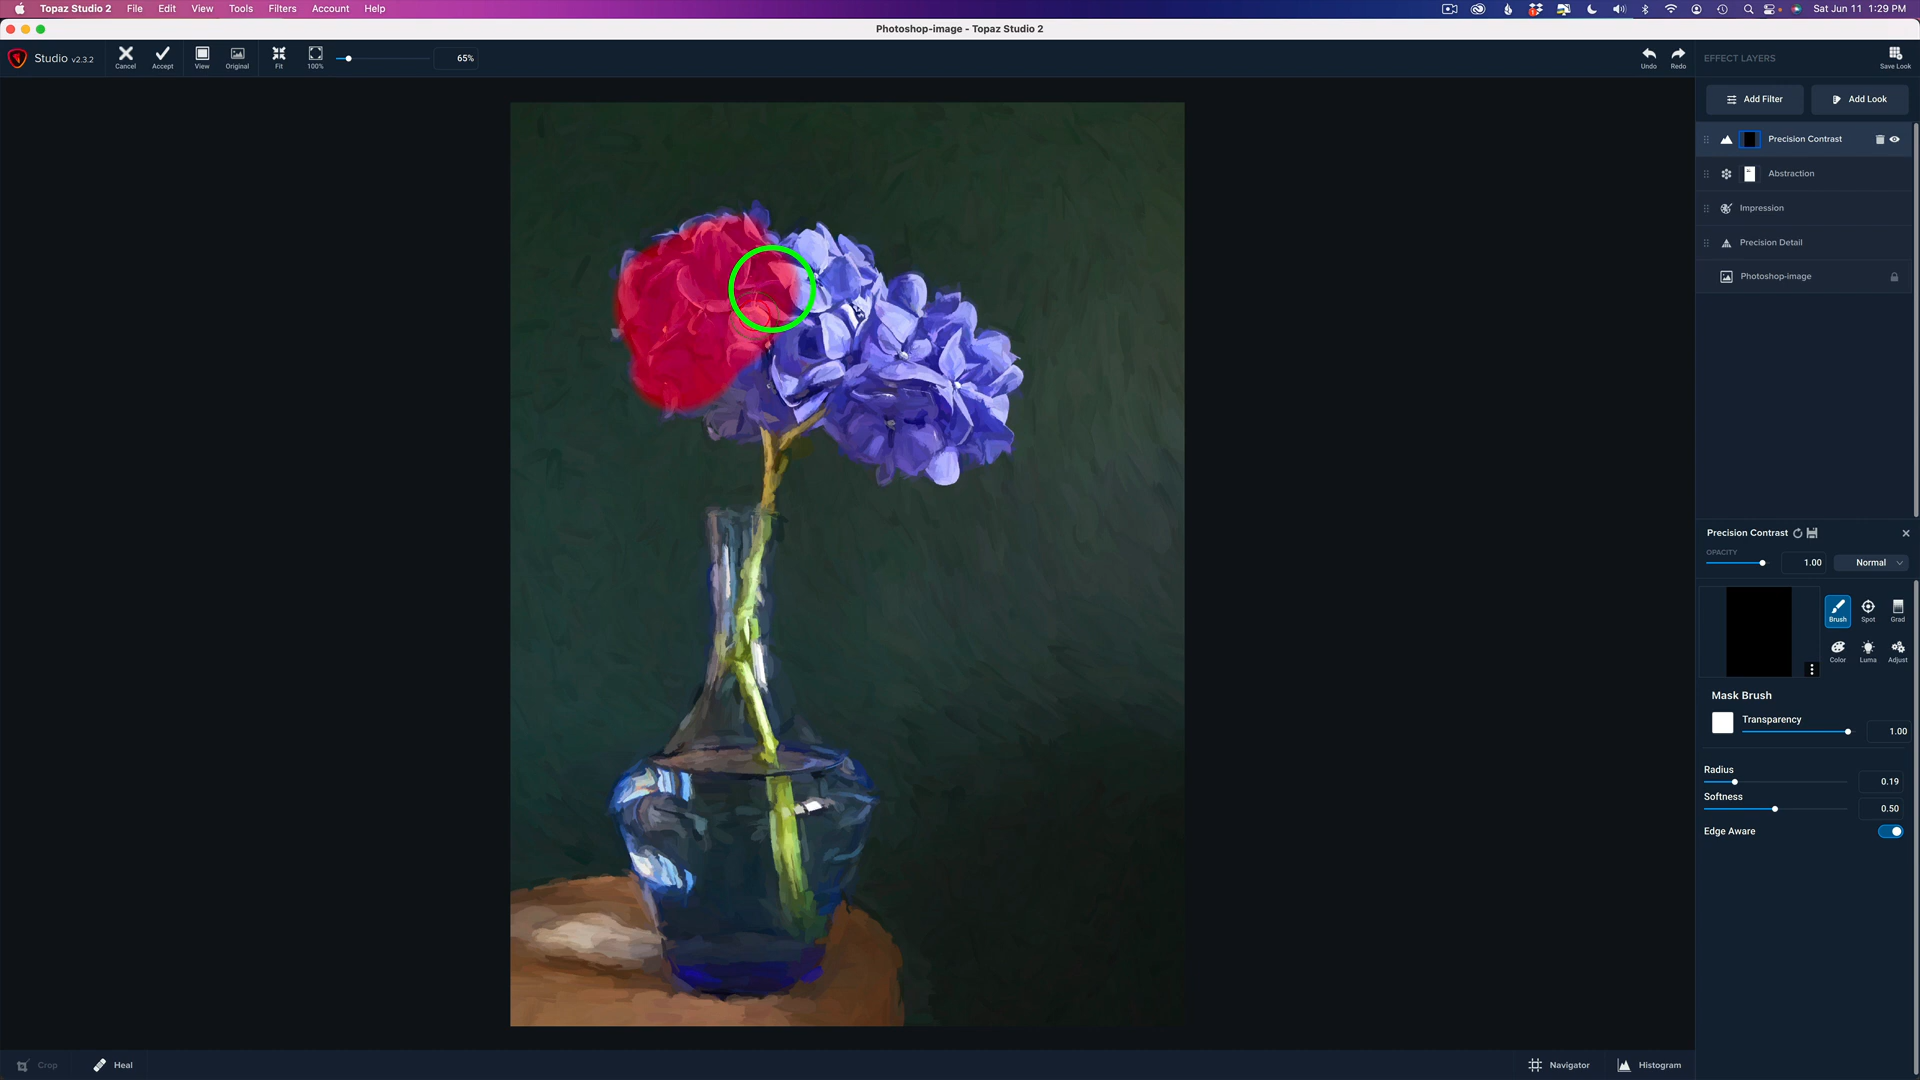 Topaz Studio 2 File Edit View Tools Filters Account Help
Sat Jun 11 1:29 PM
Photoshop-image - Topaz Studio 2
Studio v2.3.2
Cancel Accept View Original Fit 100%
65%
Undo Redo
EFFECT LAYERS
Save Look
Add Filter Add Look
Precision Contrast
Abstraction
Impression
Precision Detail
Photoshop-image
Precision Contrast
OPACITY
1.00 Normal
Brush Spot Grad
Color Luma Adjust
Mask Brush
Transparency
1.00
Radius
0.19
Softness
0.50
Edge Aware
Crop Heal Navigator Histogram